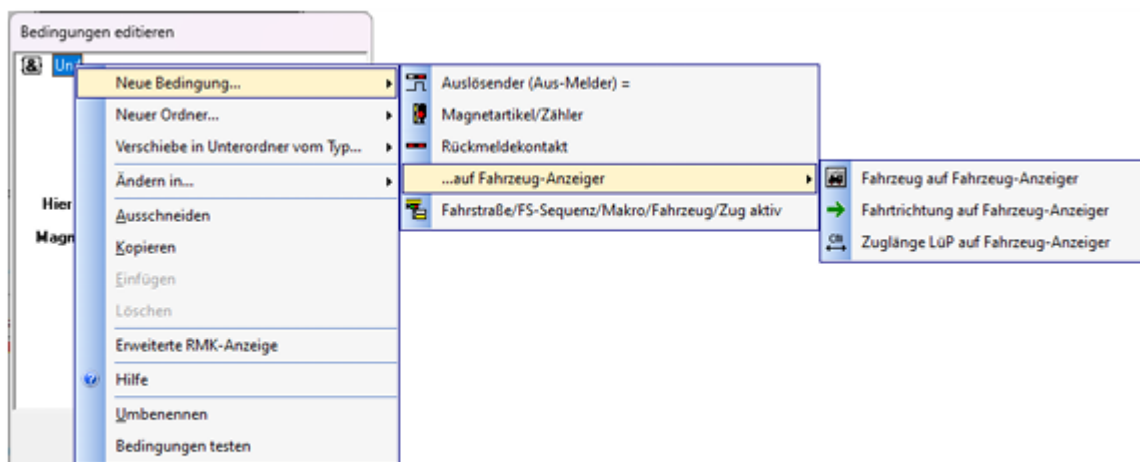 Bedingungen editieren
Neue Bedingung...
Neuer Ordner...
Verschiebe in Unterordner vom Typ...
Ändern in...
Ausschneiden
Kopieren
Einfügen
Löschen
Erweiterte RMK-Anzeige
Hilfe
Umbenennen
Bedingungen testen
Hier
Auslösender (Aus-Melder) =
Magnetartikel/Zähler
Rückmeldekontakt
...auf Fahrzeug-Anzeiger
Fahrstraße/FS-Sequenz/Makro/Fahrzeug/Zug aktiv
Fahrzeug auf Fahrzeug-Anzeiger
Fahrtrichtung auf Fahrzeug-Anzeiger
Zuglänge LüP auf Fahrzeug-Anzeiger